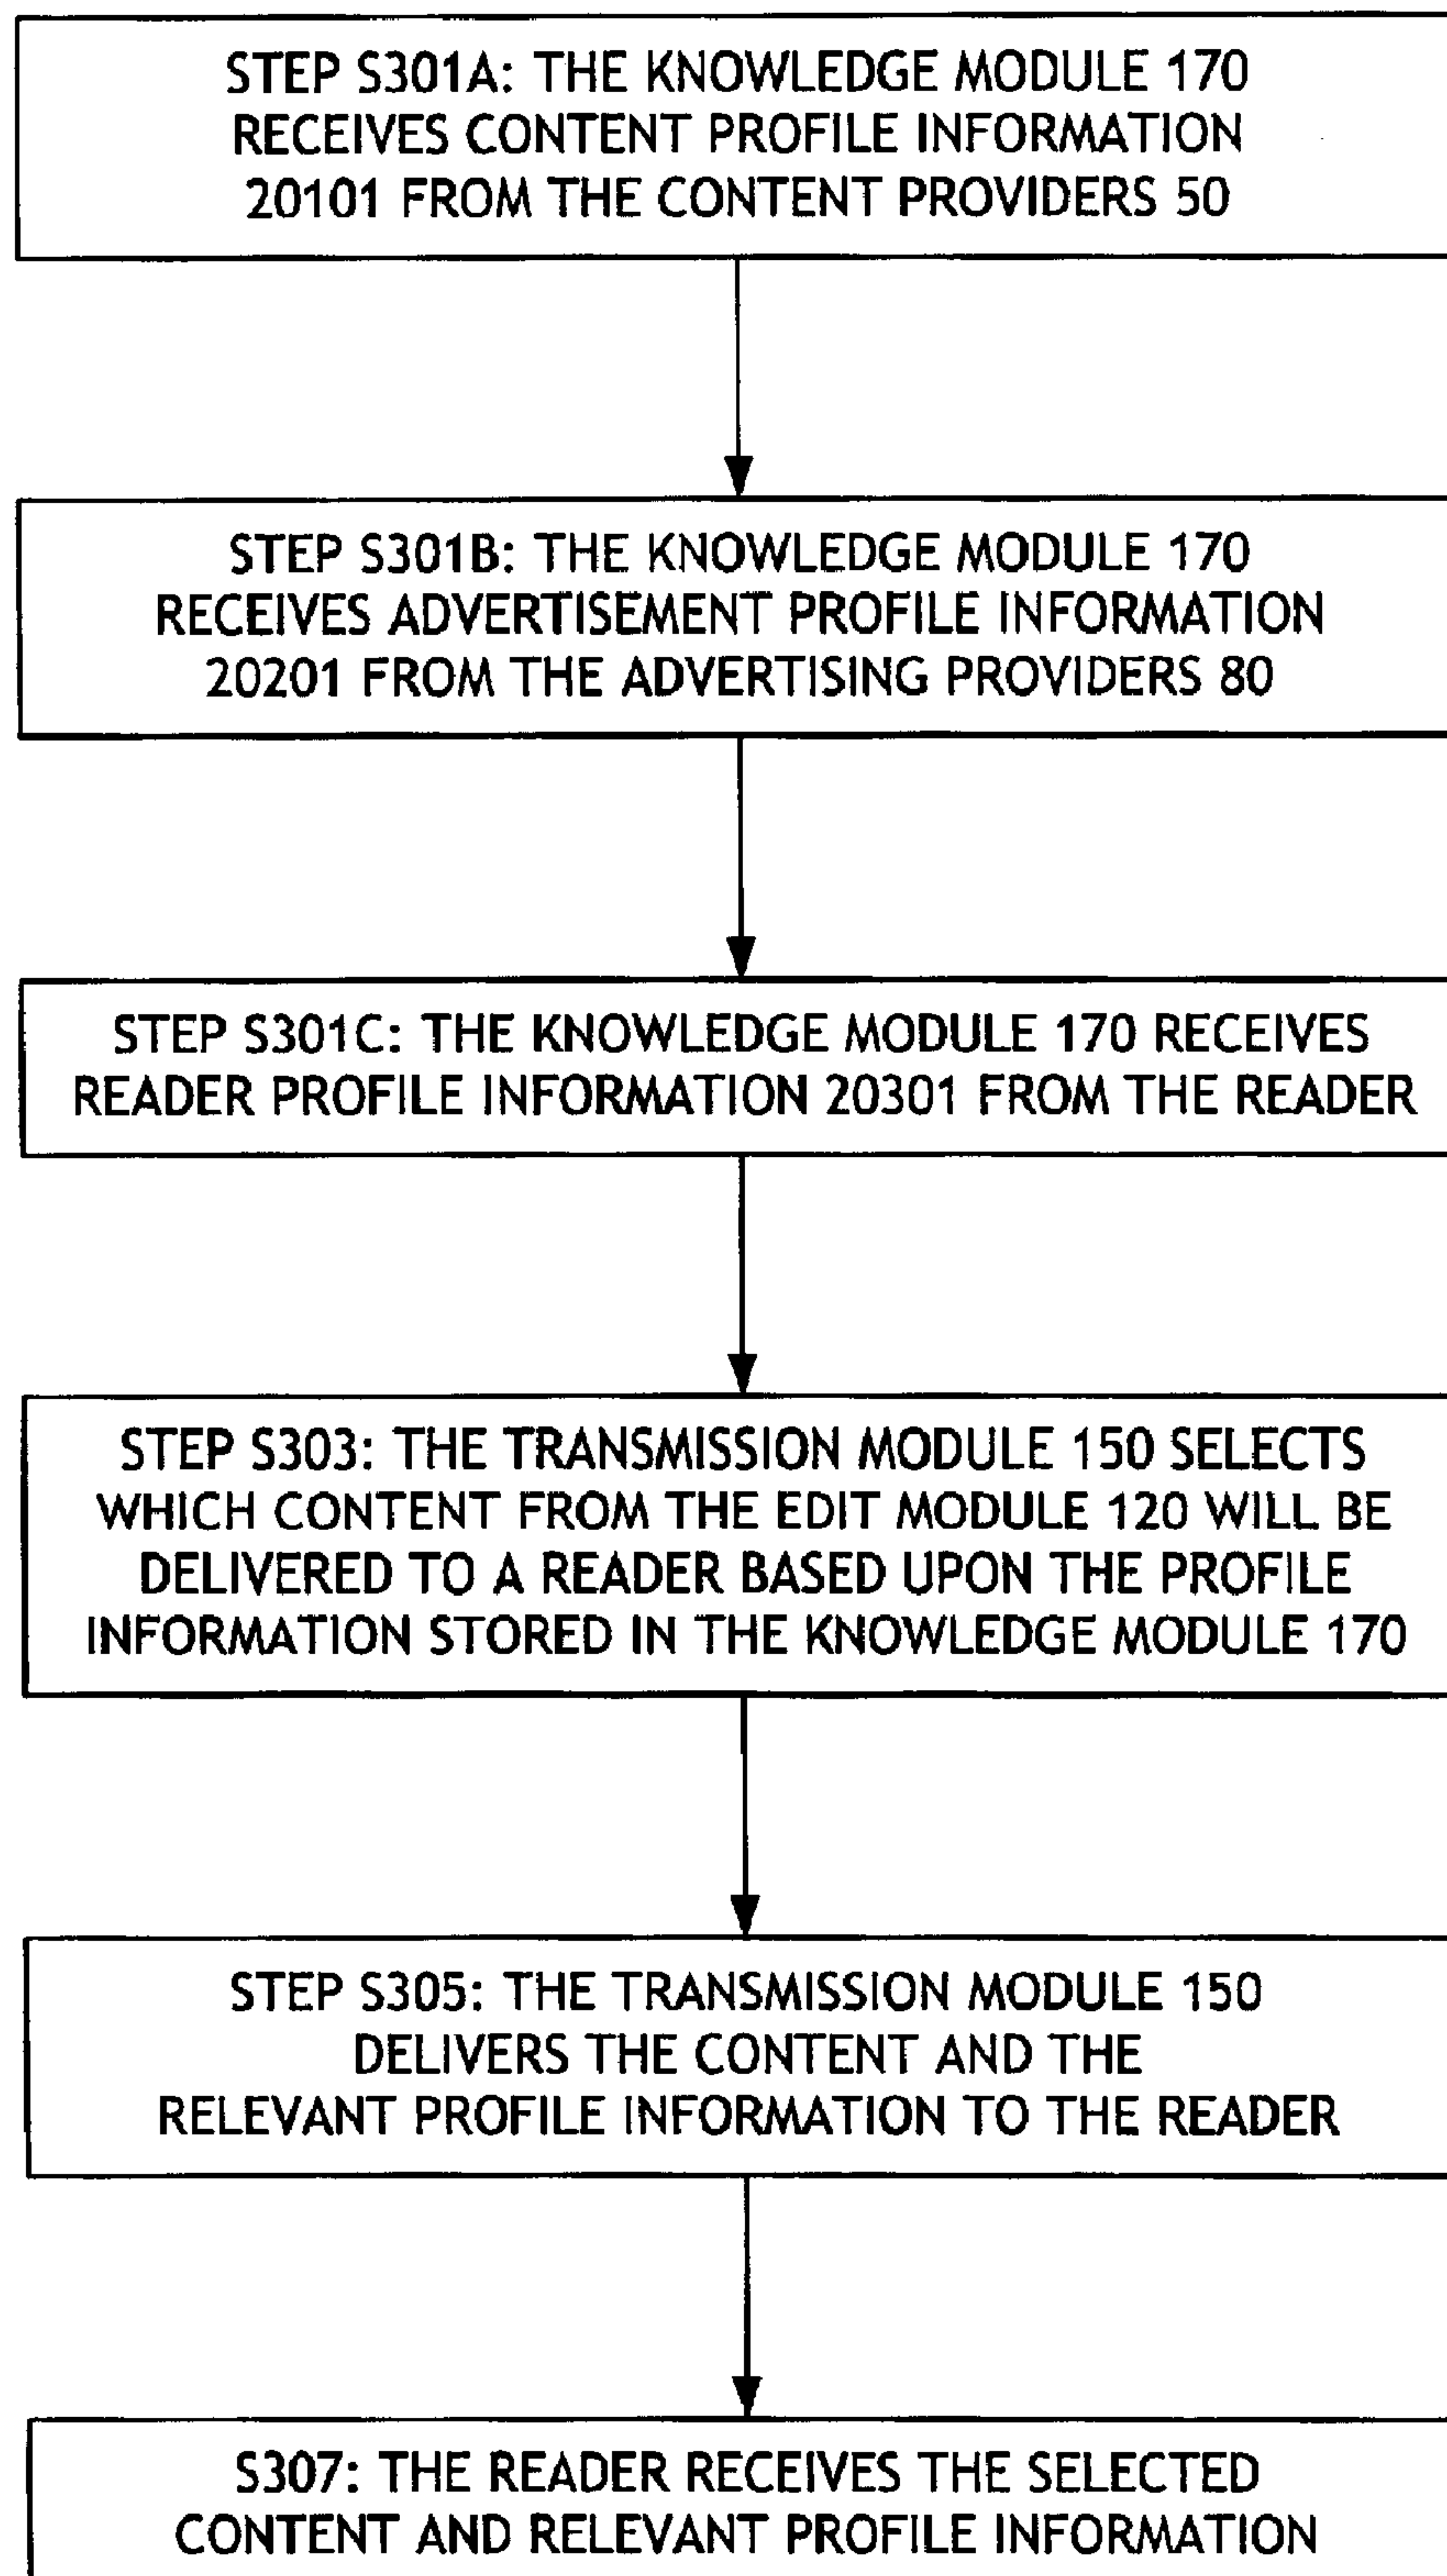 STEP S301A: THE KNOWLEDGE MODULE 170
RECEIVES CONTENT PROFILE INFORMATION
20101 FROM THE CONTENT PROVIDERS 50
STEP S301B: THE KNOWLEDGE MODULE 170
RECEIVES ADVERTISEMENT PROFILE INFORMATION
20201 FROM THE ADVERTISING PROVIDERS 80
STEP S301C: THE KNOWLEDGE MODULE 170 RECEIVES
READER PROFILE INFORMATION 20301 FROM THE READER
STEP S303: THE TRANSMISSION MODULE 150 SELECTS
WHICH CONTENT FROM THE EDIT MODULE 120 WILL BE
DELIVERED TO A READER BASED UPON THE PROFILE
INFORMATION STORED IN THE KNOWLEDGE MODULE 170
STEP S305: THE TRANSMISSION MODULE 150
DELIVERS THE CONTENT AND THE
RELEVANT PROFILE INFORMATION TO THE READER
S307: THE READER RECEIVES THE SELECTED
CONTENT AND RELEVANT PROFILE INFORMATION